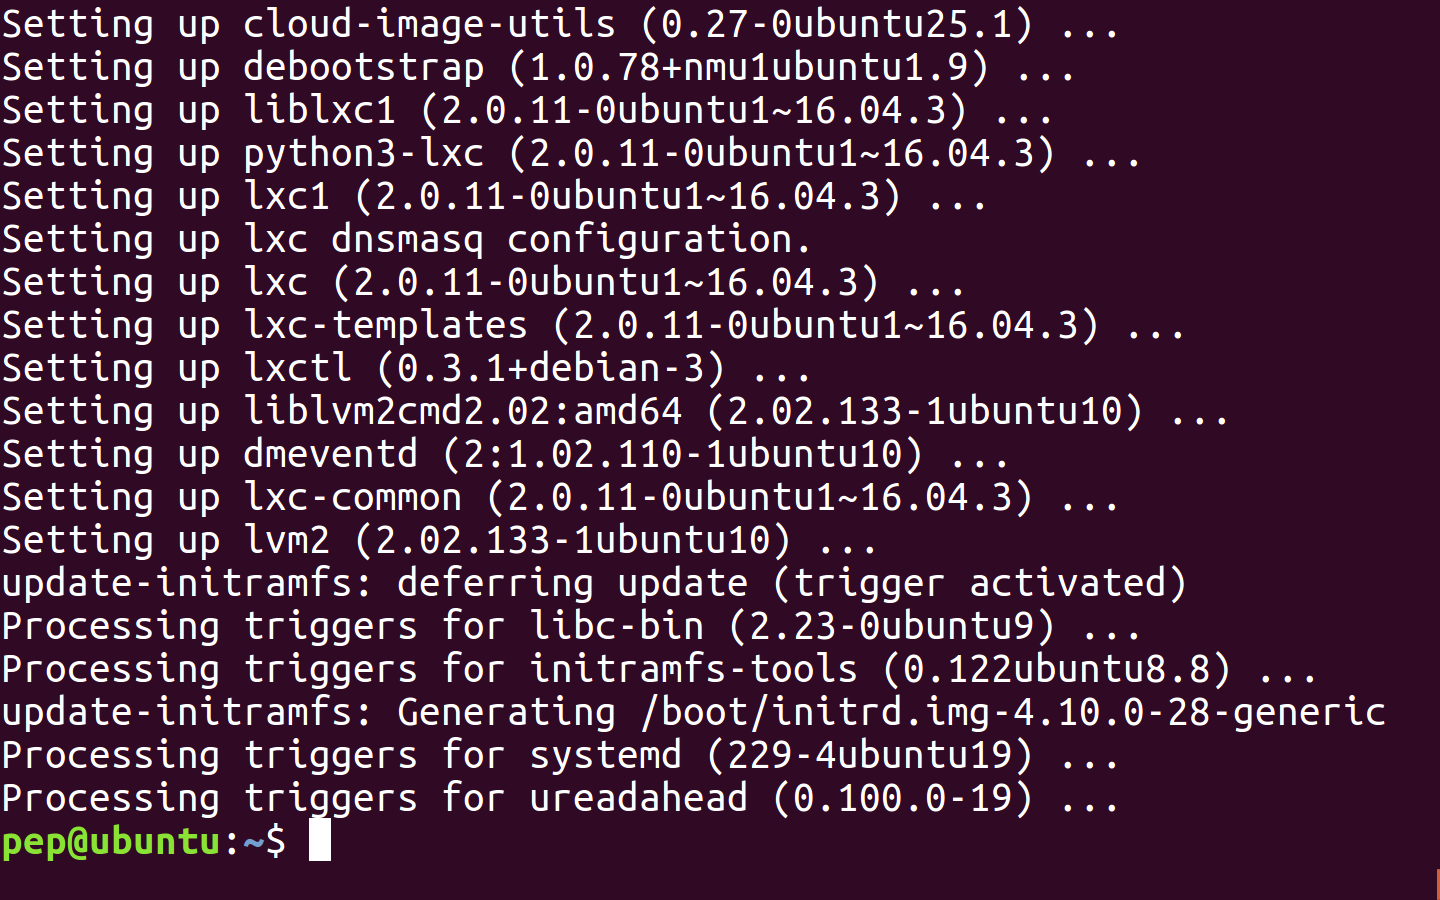 Setting up cloud-image-utils (0.27-0ubuntu25.1) ...
Setting up debootstrap (1.0.78+nmu1ubuntu1.9) ...
Setting up liblxc1 (2.0.11-0ubuntu1~16.04.3) ...
Setting up python3-lxc (2.0.11-0ubuntu1~16.04.3) ...
Setting up lxc1 (2.0.11-0ubuntu1~16.04.3) ...
Setting up lxc dnsmasq configuration.
Setting up lxc (2.0.11-0ubuntu1~16.04.3) ...
Setting up lxc-templates (2.0.11-0ubuntu1~16.04.3) ...
Setting up lxctl (0.3.1+debian-3) ...
Setting up liblvm2cmd2.02:amd64 (2.02.133-1ubuntu10) ...
Setting up dmeventd (2:1.02.110-1ubuntu10) ...
Setting up lxc-common (2.0.11-0ubuntu1~16.04.3) ...
Setting up lvm2 (2.02.133-1ubuntu10) ...
update-initramfs: deferring update (trigger activated)
Processing triggers for libc-bin (2.23-0ubuntu9) ...
Processing triggers for initramfs-tools (0.122ubuntu8.8) ...
update-initramfs: Generating /boot/initrd.img-4.10.0-28-generic
Processing triggers for systemd (229-4ubuntu19) ...
Processing triggers for ureadahead (0.100.0-19) ...
pep@ubuntu:~$